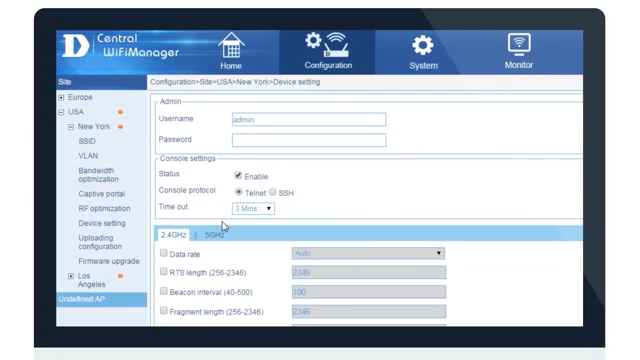 D Central
WiFiManager
Home
Configuration
System
Monitor
Site
Configuration>Site>USA>New York>Device setting
Europe
USA
New York
SSID
VLAN
Bandwidth
optimization
Captive portal
RF optimization
Device setting
Uploading
configuration
Firmware upgrade
Los
Angeles
Undefined AP
Admin
Username admin
Password
Console settings
Status Enable
Console protocol Telnet SSH
Time out 3 Mins
2.4GHz | 5GHz
Data rate Auto
RTS length (256-2346) 2346
Beacon interval (40-500) 100
Fragment length (256-2346) 2346